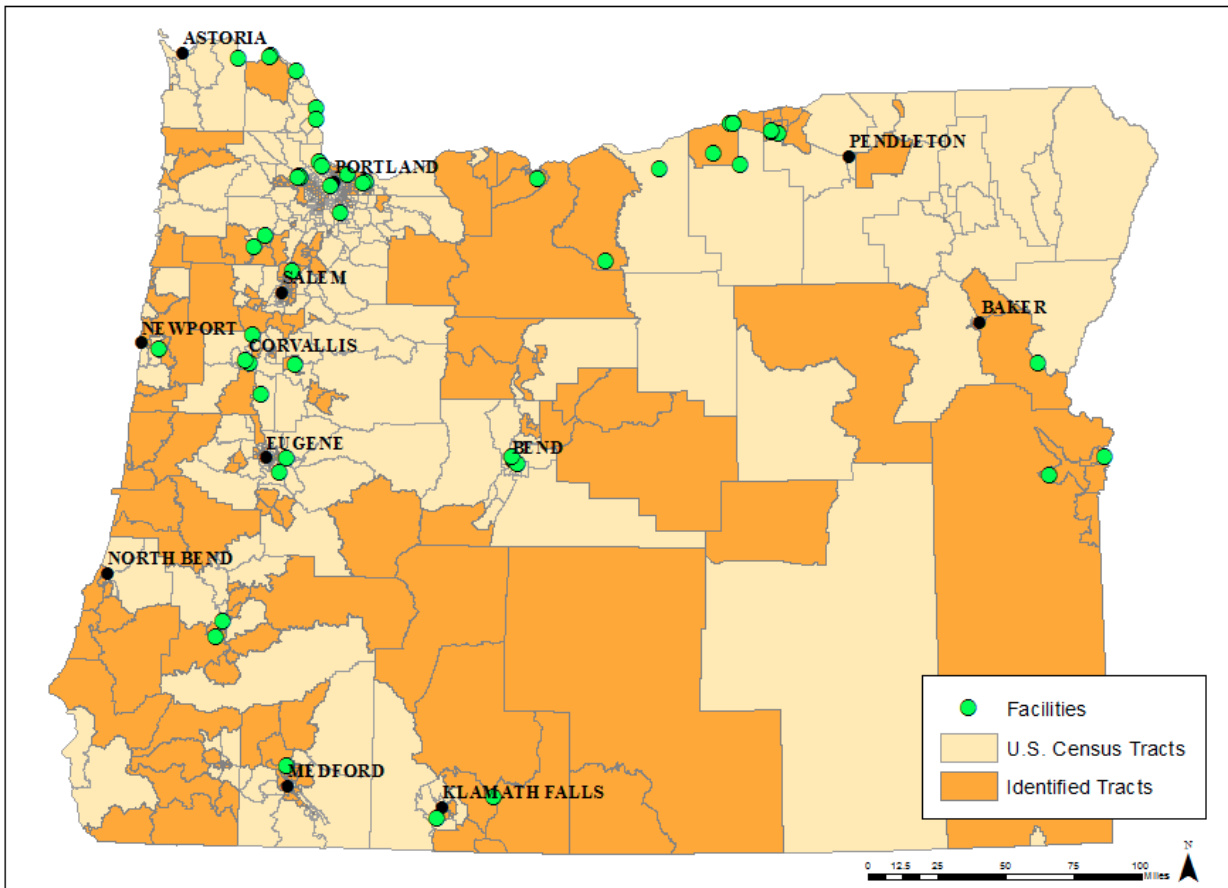 ASTORIA
PORTLAND
PENDLETON
SALEM
BAKER
NEWPORT
CORVALLIS
EUGENE
BEND
NORTH BEND
MEDFORD
KLAMATH FALLS
Facilities
U.S. Census Tracts
Identified Tracts
N
0 12.5 25 50 75 100
Miles